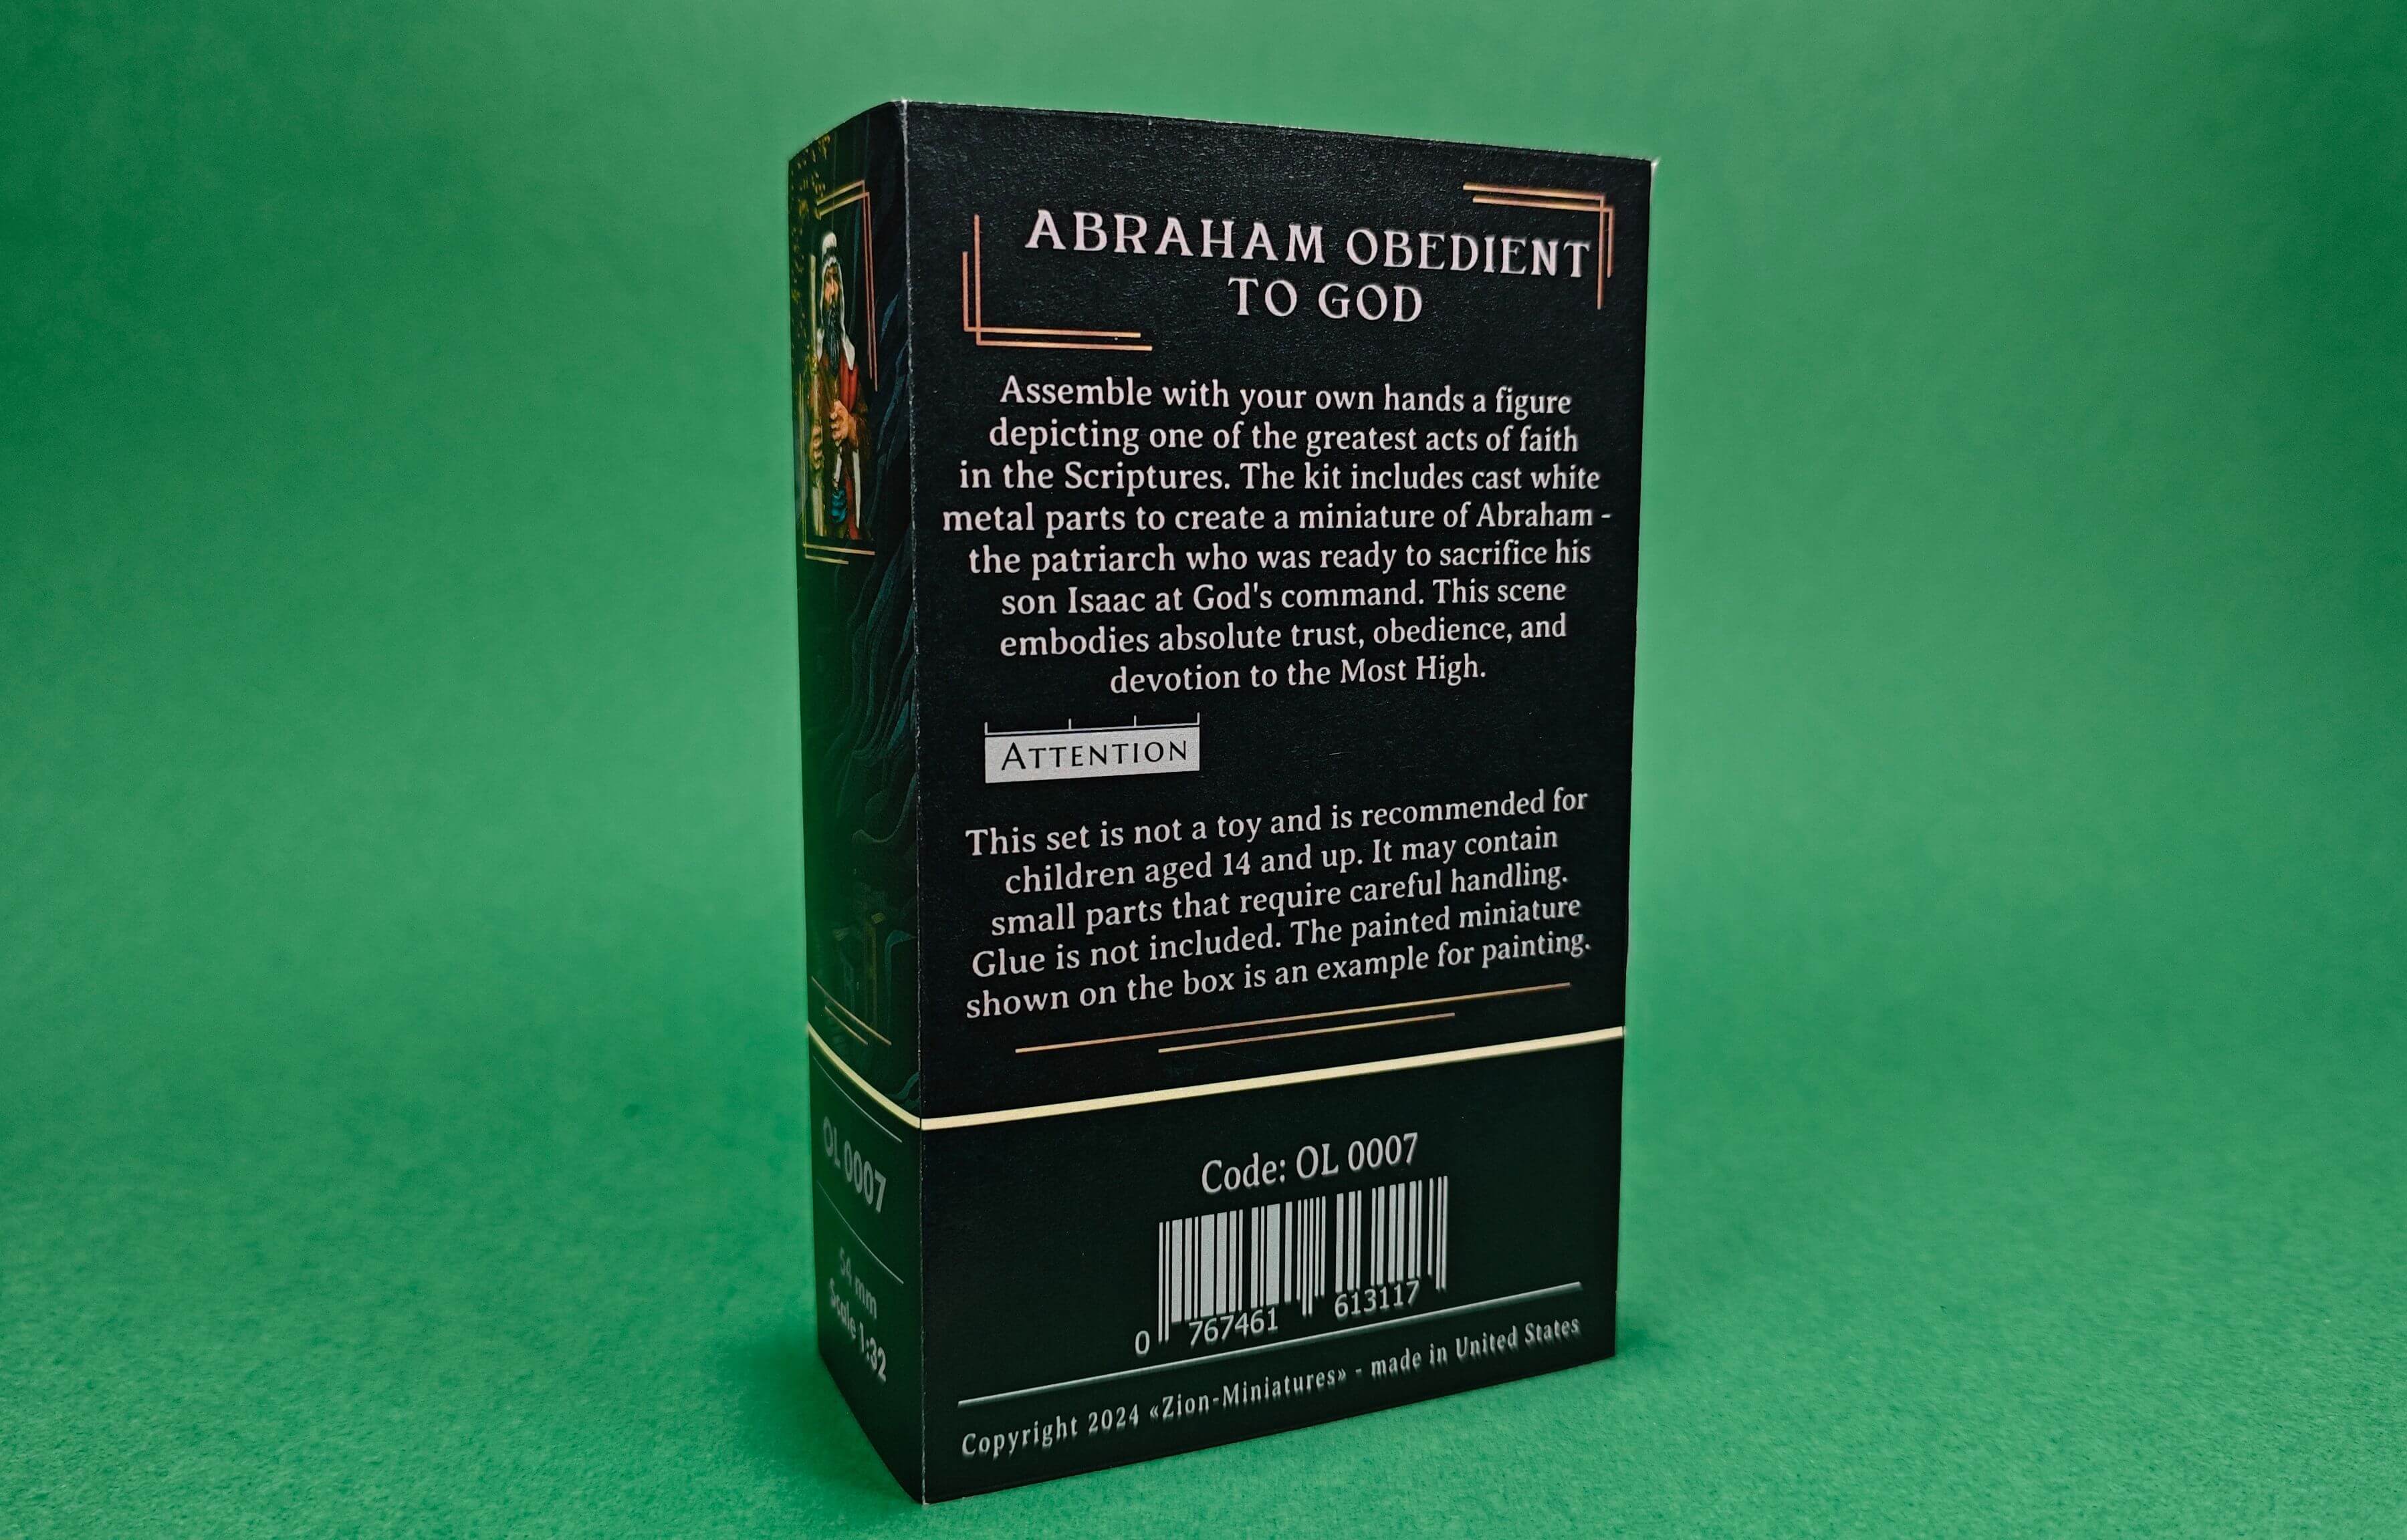 ABRAHAM OBEDIENT
TO GOD
Assemble with your own hands a figure
depicting one of the greatest acts of faith
in the Scriptures. The kit includes cast white
metal parts to create a miniature of Abraham -
the patriarch who was ready to sacrifice his
son Isaac at God's command. This scene
embodies absolute trust, obedience, and
devotion to the Most High.
ATTENTION
This set is not a toy and is recommended for
children aged 14 and up. It may contain
small parts that require careful handling.
Glue is not included. The painted miniature
shown on the box is an example for painting.
Code: OL 0007
0 767461 613117
Copyright 2024 «Zion-Miniatures» - made in United States
OL 0007
54 mm
Scale 1:32